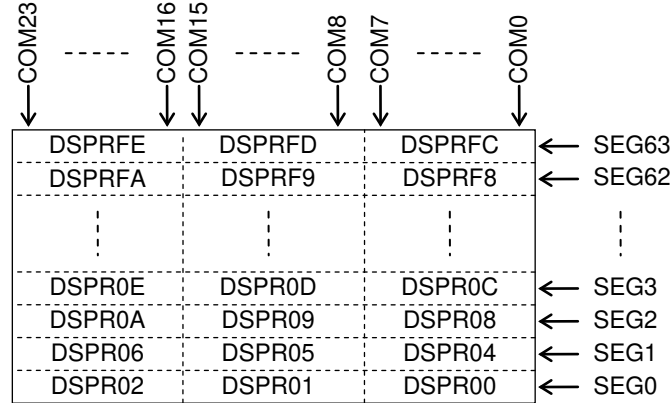 COM23 COM16 COM15 COM8 COM7 COM0
DSPRFE DSPRFD DSPRFC SEG63
DSPRFA DSPRF9 DSPRF8 SEG62
DSPR0E DSPR0D DSPR0C SEG3
DSPR0A DSPR09 DSPR08 SEG2
DSPR06 DSPR05 DSPR04 SEG1
DSPR02 DSPR01 DSPR00 SEG0